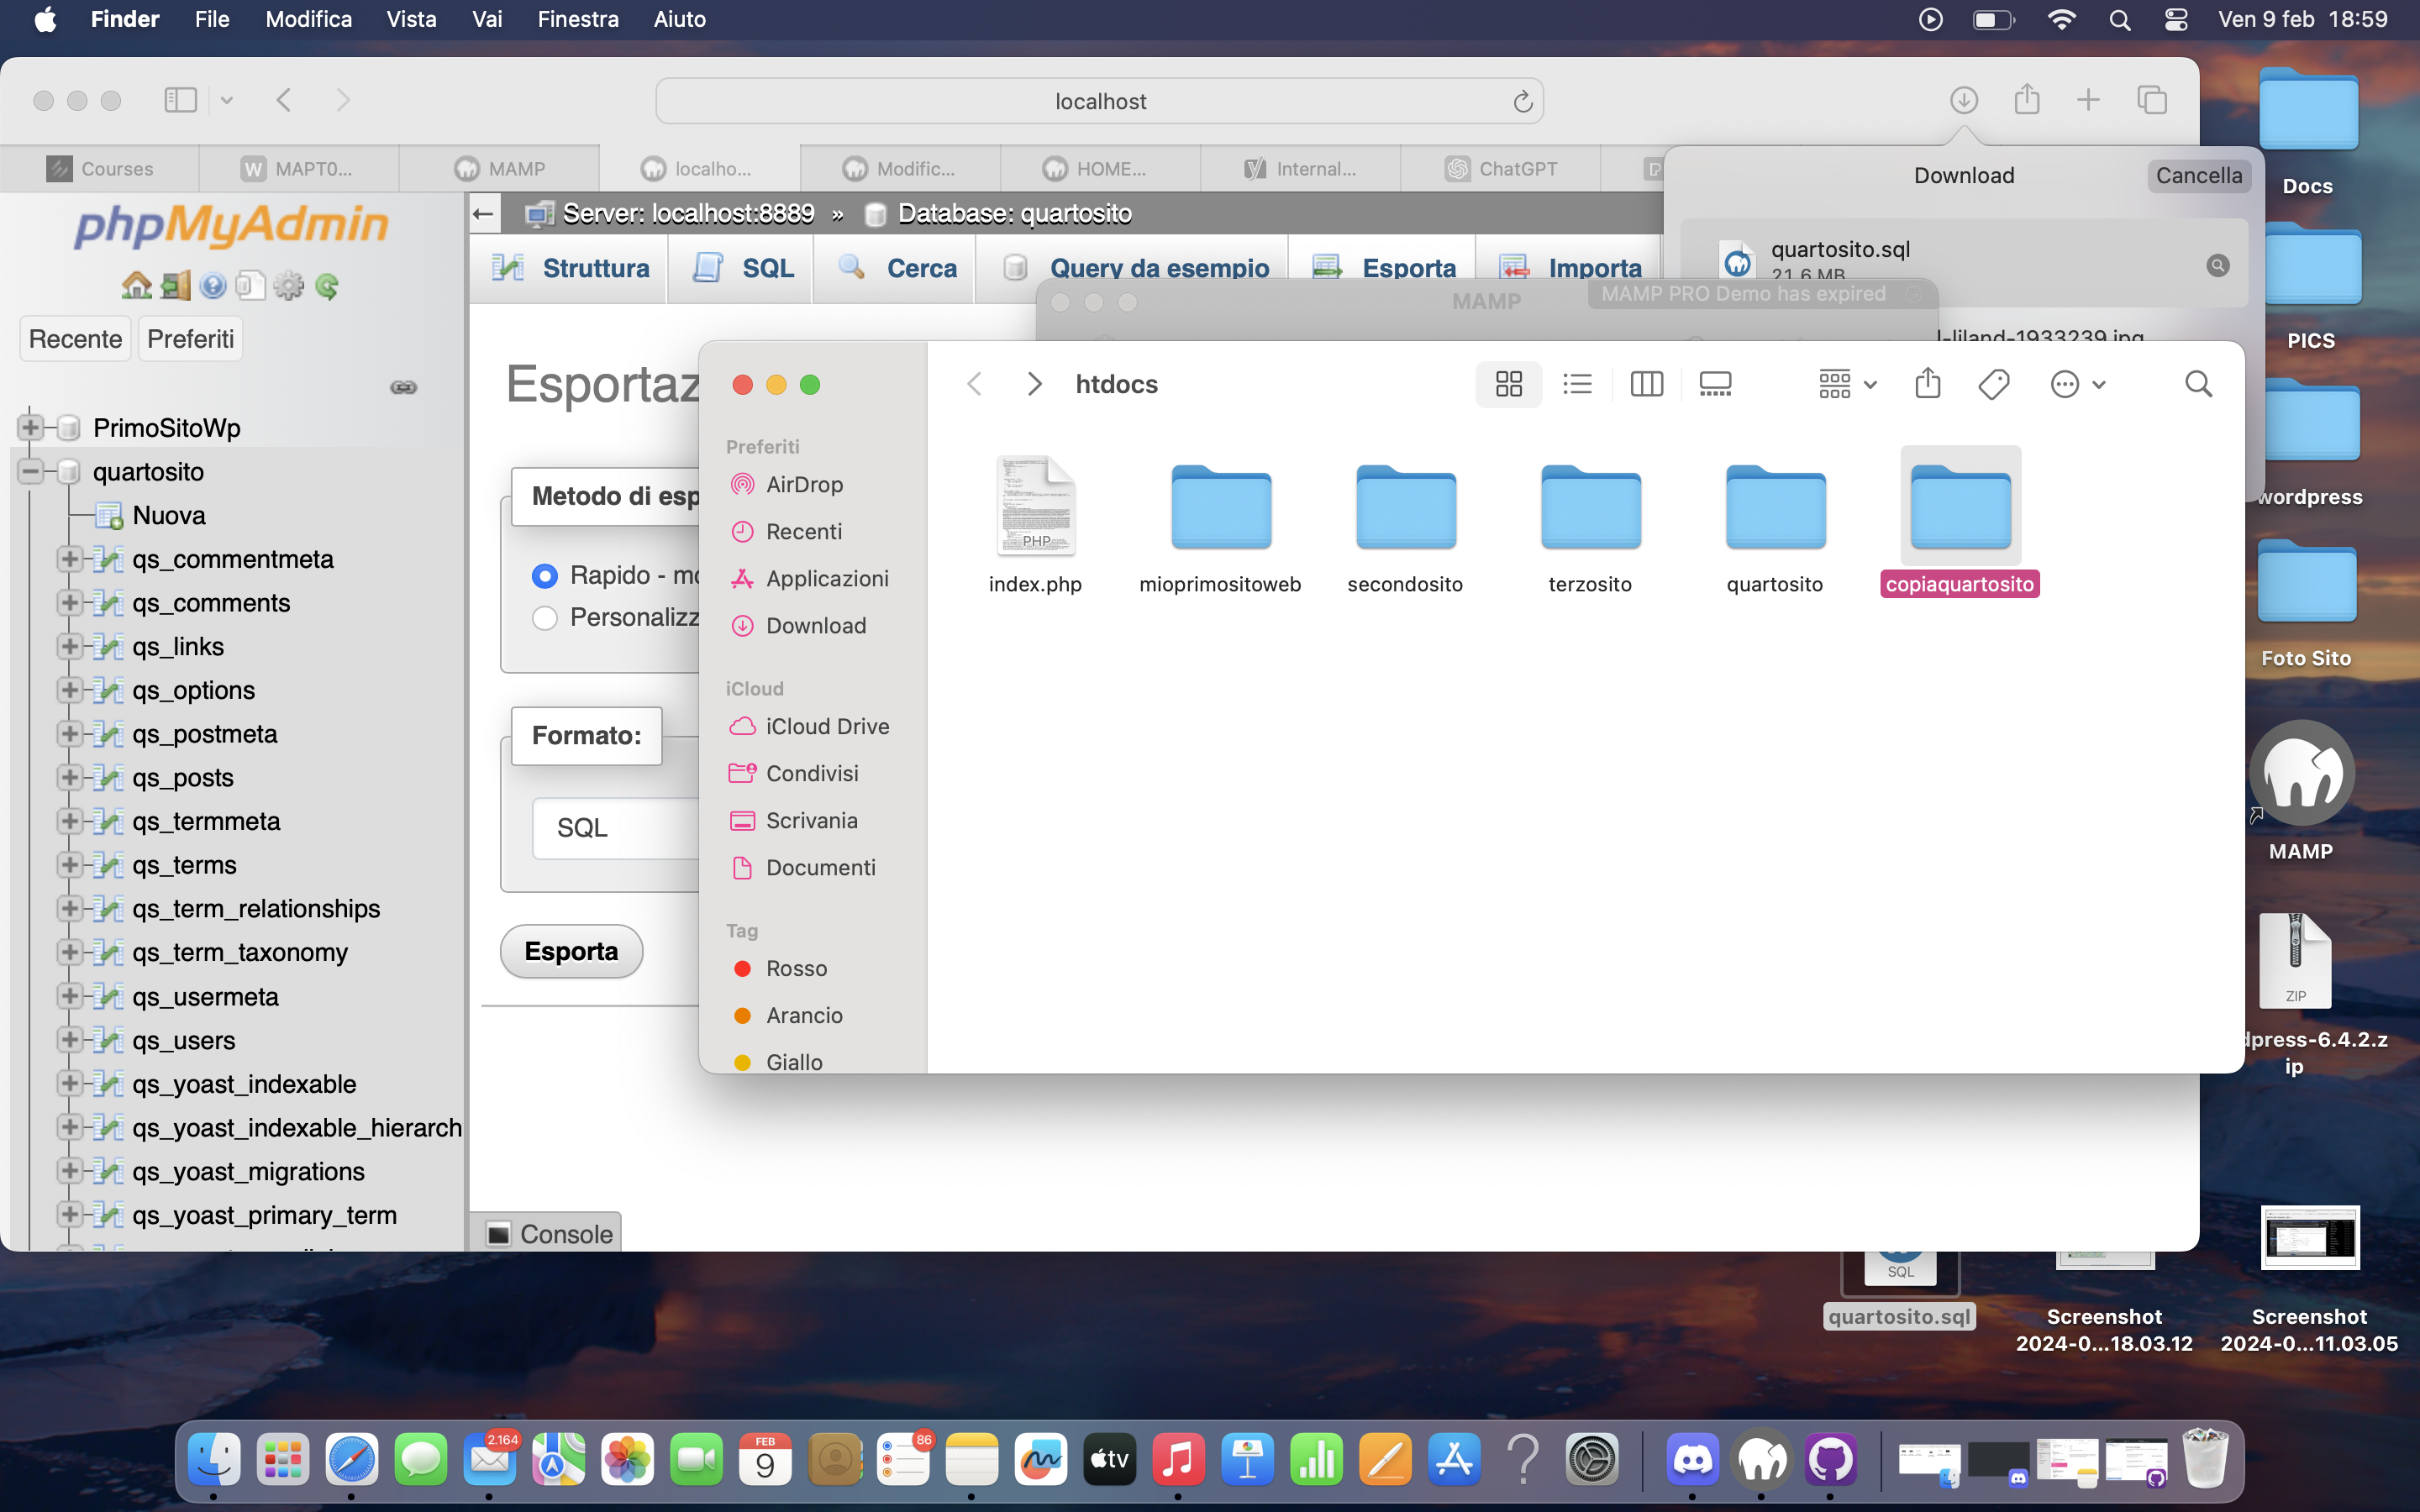 Finder File Modifica Vista Vai Finestra Aiuto Ven 9 feb 18:59
localhost
Courses MAPT0... MAMP localho... Modific... HOME... Internal... ChatGPT
Download Cancella
quartosito.sql
21,6 MB
l-liland-1933239.jpg
phpMyAdmin
Recente Preferiti
PrimoSitoWp
quartosito
Nuova
qs_commentmeta
qs_comments
qs_links
qs_options
qs_postmeta
qs_posts
qs_termmeta
qs_terms
qs_term_relationships
qs_term_taxonomy
qs_usermeta
qs_users
qs_yoast_indexable
qs_yoast_indexable_hierarch
qs_yoast_migrations
qs_yoast_primary_term
Server: localhost:8889 » Database: quartosito
Struttura SQL Cerca Query da esempio Esporta Importa
MAMP MAMP PRO Demo has expired
Esportaz
Metodo di esp
Rapido - mo
Personalizz
Formato:
SQL
Esporta
Console
htdocs
Preferiti
AirDrop
Recenti
Applicazioni
Download
iCloud
iCloud Drive
Condivisi
Scrivania
Documenti
Tag
Rosso
Arancio
Giallo
PHP
index.php mioprimositoweb secondosito terzosito quartosito copiaquartosito
Docs
PICS
wordpress
Foto Sito
MAMP
ZIP
dpress-6.4.2.z
ip
SQL
quartosito.sql
Screenshot
2024-0...18.03.12
Screenshot
2024-0...11.03.05
2.164 FEB
9 86 tv